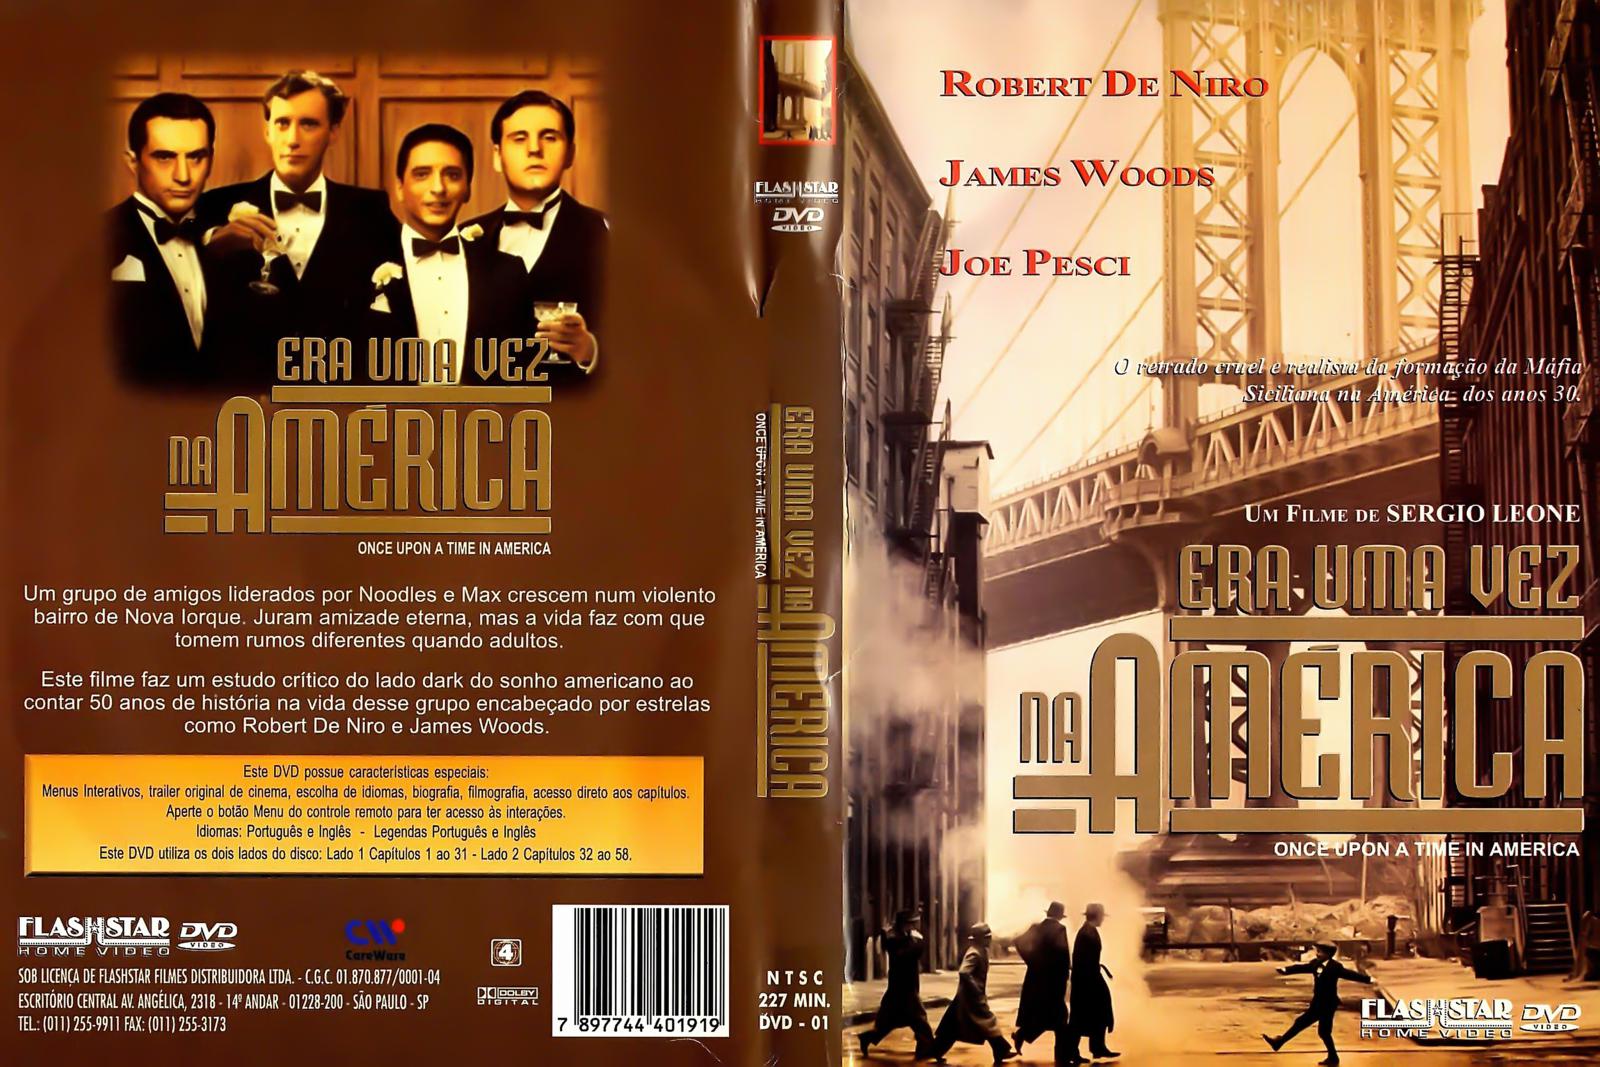 ERA UMA VEZ
NA AMÉRICA
ONCE UPON A TIME IN AMERICA
Um grupo de amigos liderados por Noodles e Max crescem num violento
bairro de Nova Iorque. Juram amizade eterna, mas a vida faz com que
tomem rumos diferentes quando adultos.
Este filme faz um estudo crítico do lado dark do sonho americano ao
contar 50 anos de história na vida desse grupo encabeçado por estrelas
como Robert De Niro e James Woods.
Este DVD possue características especiais:
Menus Interativos, trailer original de cinema, escolha de idiomas, biografia, filmografia, acesso direto aos capítulos.
Aperte o botão Menu do controle remoto para ter acesso às interações.
Idiomas: Português e Inglês - Legendas Português e Inglês
Este DVD utiliza os dois lados do disco: Lado 1 Capítulos 1 ao 31 - Lado 2 Capítulos 32 ao 58.
FLASHSTAR
HOME VIDEO
DVD
VIDEO
CareWare
4
DOLBY
DIGITAL
SOB LICENÇA DE FLASHSTAR FILMES DISTRIBUIDORA LTDA. - C.G.C. 01.870.877/0001-04
ESCRITÓRIO CENTRAL AV. ANGÉLICA, 2318 - 14º ANDAR - 01228-200 - SÃO PAULO - SP
TEL.: (011) 255-9911 FAX: (011) 255-3173
7 897744 401919
FLASHSTAR
HOME VIDEO
DVD
VIDEO
ERA UMA VEZ NA AMÉRICA
ONCE UPON A TIME IN AMERICA
NTSC
227 MIN.
DVD - 01
ROBERT DE NIRO
JAMES WOODS
JOE PESCI
O retrado cruel e realista da formação da Máfia
Siciliana na América dos anos 30.
UM FILME DE SERGIO LEONE
ERA UMA VEZ
NA AMÉRICA
ONCE UPON A TIME IN AMERICA
FLASHSTAR
HOME VIDEO
DVD
VIDEO